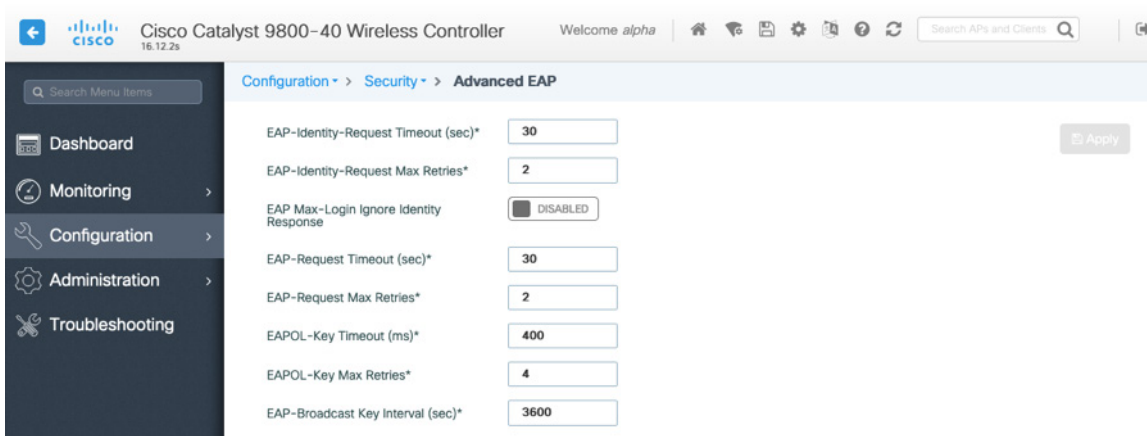 CISCO
Cisco Catalyst 9800-40 Wireless Controller
16.12.2s
Welcome alpha
Search APs and Clients
Search Menu Items
Dashboard
Monitoring
Configuration
Administration
Troubleshooting
Configuration > Security > Advanced EAP
Apply
EAP-Identity-Request Timeout (sec)* 30
EAP-Identity-Request Max Retries* 2
EAP Max-Login Ignore Identity
Response
DISABLED
EAP-Request Timeout (sec)* 30
EAP-Request Max Retries* 2
EAPOL-Key Timeout (ms)* 400
EAPOL-Key Max Retries* 4
EAP-Broadcast Key Interval (sec)* 3600